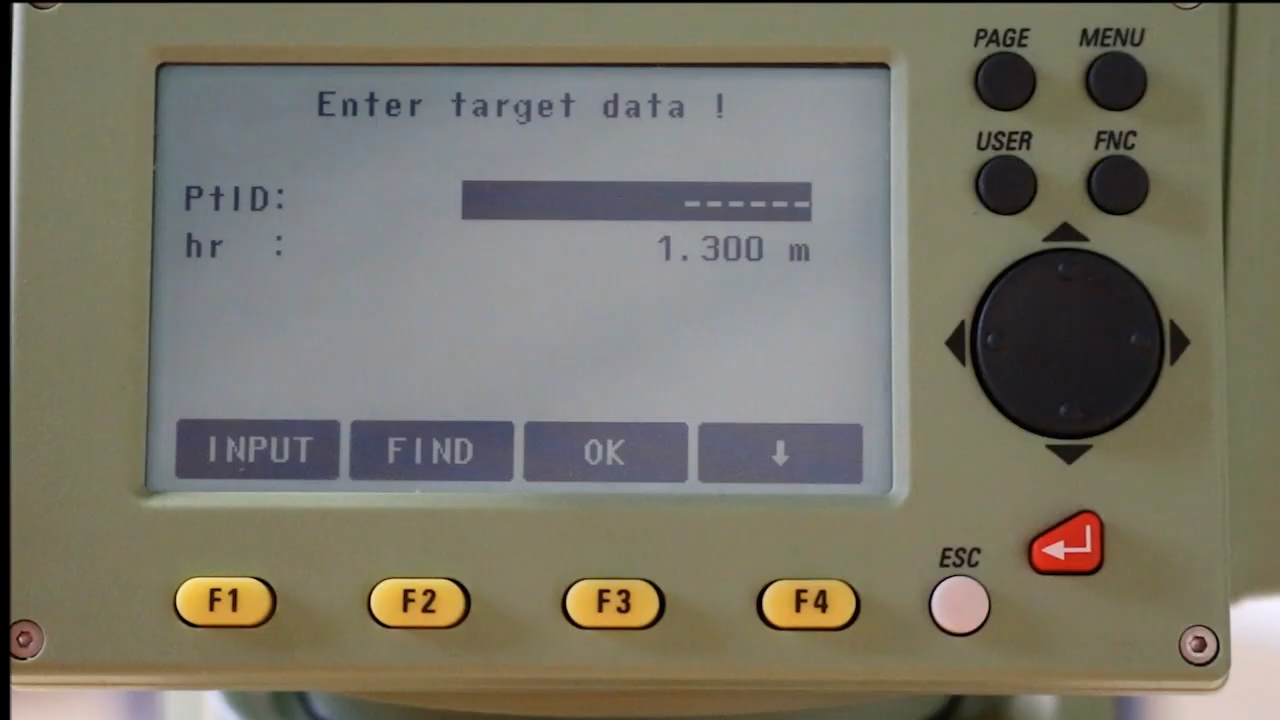 Enter target data !
PtID: ------
hr : 1.300 m
INPUT FIND OK ↓
F1 F2 F3 F4
PAGE MENU
USER FNC
ESC